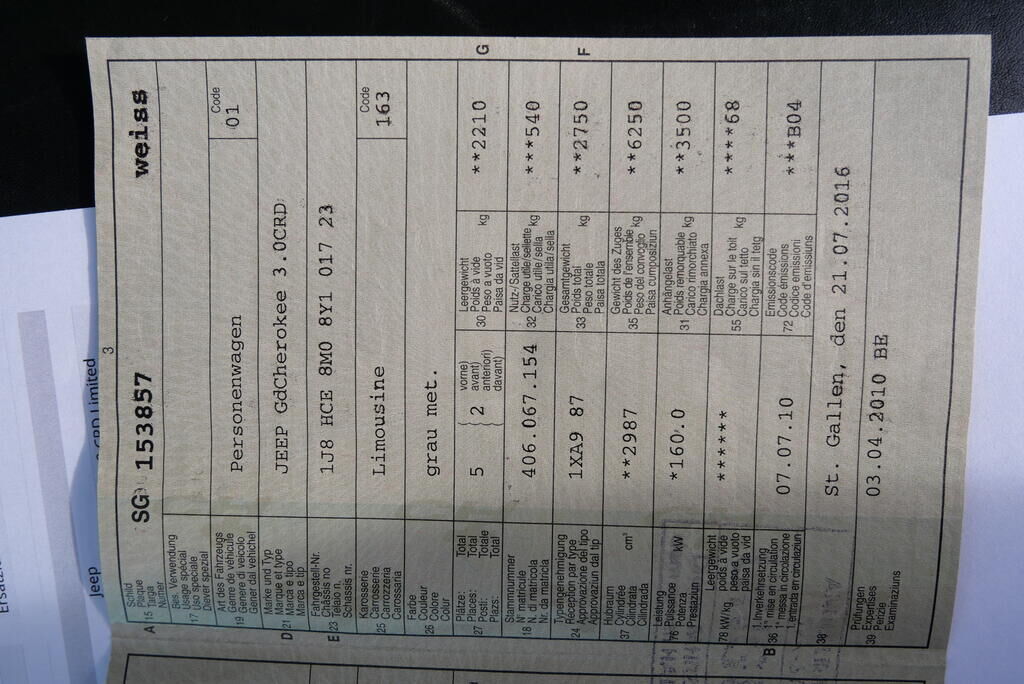 3
A 15 Schild Plaque Targa Numer SG 153857 weiss
17 Bes. Verwendung
Usage spécial
Uso speciale
Diever spezial
19 Art des Fahrzeugs
Genre de véhicule
Genere di veicolo
Gener dal vehichel
Personenwagen
Code
01
D 21 Marke und Typ
Marque et type
Marca e tipo
Marca e tip
JEEP GdCherokee 3.0CRD
E 23 Fahrgestell-Nr.
Châssis no
Telaio n.
Schassis nr.
1J8 HCE 8M0 8Y1 017 23
25 Karosserie
Carrosserie
Carrozzeria
Carossaria
Limousine
Code
163
26 Farbe
Couleur
Colore
Colur
grau met.
27 Plätze: Total
Places: Total
Posti: Totale
Plazs: Total
5
2
vorne)
avant)
anteriori)
davant)
30 Leergewicht
Poids à vide
Peso a vuoto
Paisa da vid
kg
**2210
G
18 Stammnummer
N° matricule
N. di matricola
Nr. da matricla
406.067.154
32 Nutz-/Sattellast
Charge utile/sellette
Carico utile/sella
Chargia utila/sella
kg
***540
24 Typengenehmigung
Réception par type
Approvazione del tipo
Approvaziun dal tip
1XA9 87
33 Gesamtgewicht
Poids total
Peso totale
Paisa totala
kg
**2750
F
37 Hubraum
Cylindrée
Cilindrata
Cilindrada
cm³
**2987
35 Gewicht des Zuges
Poids de l'ensemble
Peso del convoglio
Paisa cumposiziun
kg
**6250
76 Leistung
Puissance
Potenza
Prestaziun
kW
*160.0
31 Anhängelast
Poids remorquable
Carico rimorchiato
Chargia annexa
kg
**3500
78 kW/kg
Leergewicht
poids à vide
peso a vuoto
paisa da vid
******
55 Dachlast
Charge sur le toit
Carico sul tetto
Chargia sin il tetg
kg
****68
B 36 1. Inverkehrsetzung
1re mise en circulation
1a messa in circolazione
1. entrada en circulaziun
07.07.10
72 Emissionscode
Code émissions
Codice emissioni
Code d'emissiuns
***B04
38
St. Gallen, den 21.07.2016
39 Prüfungen
Expertises
Perizie
Examinaziuns
03.04.2010 BE
Jeep
CRD Limited